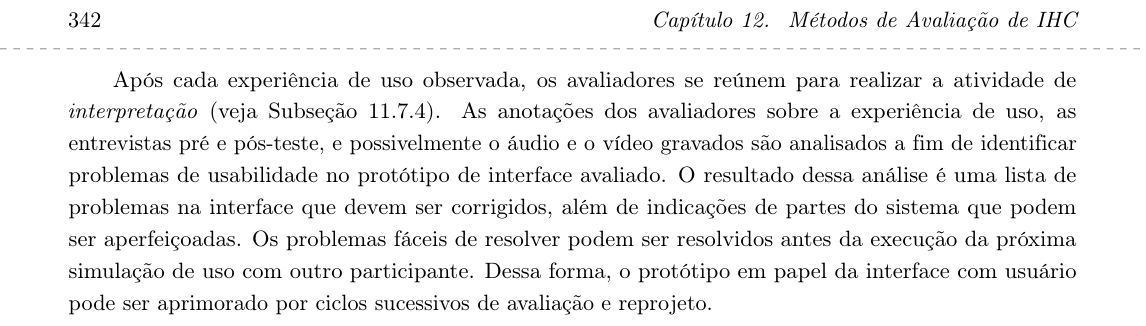 342 Capítulo 12. Métodos de Avaliação de IHC
Após cada experiência de uso observada, os avaliadores se reúnem para realizar a atividade de
interpretação (veja Subseção 11.7.4). As anotações dos avaliadores sobre a experiência de uso, as
entrevistas pré e pós-teste, e possivelmente o áudio e o vídeo gravados são analisados a fim de identificar
problemas de usabilidade no protótipo de interface avaliado. O resultado dessa análise é uma lista de
problemas na interface que devem ser corrigidos, além de indicações de partes do sistema que podem
ser aperfeiçoadas. Os problemas fáceis de resolver podem ser resolvidos antes da execução da próxima
simulação de uso com outro participante. Dessa forma, o protótipo em papel da interface com usuário
pode ser aprimorado por ciclos sucessivos de avaliação e reprojeto.